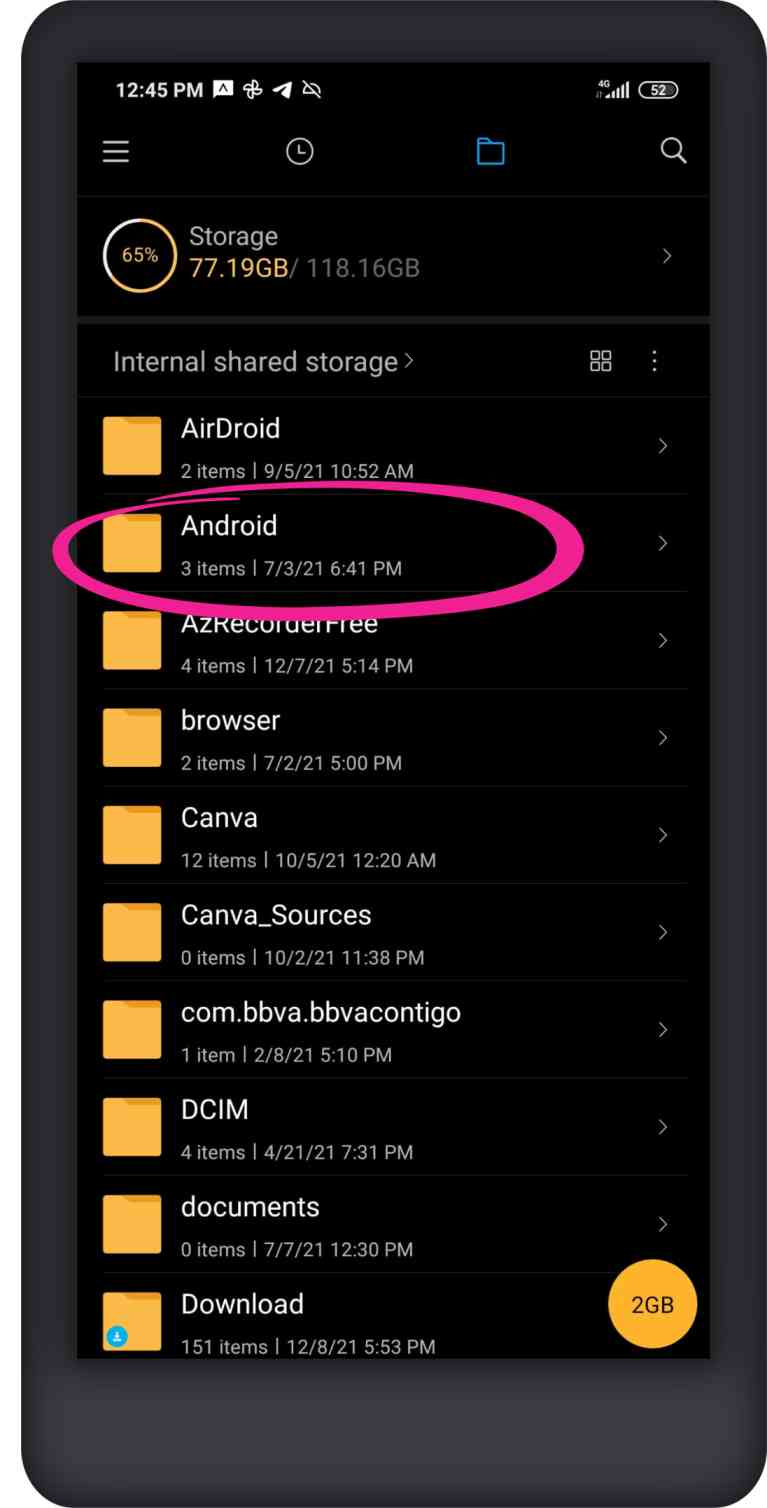 12:45 PM
4G
52
65%
Storage
77.19GB/ 118.16GB
Internal shared storage
AirDroid
2 items | 9/5/21 10:52 AM
Android
3 items | 7/3/21 6:41 PM
AzRecorderFree
4 items | 12/7/21 5:14 PM
browser
2 items | 7/2/21 5:00 PM
Canva
12 items | 10/5/21 12:20 AM
Canva_Sources
0 items | 10/2/21 11:38 PM
com.bbva.bbvacontigo
1 item | 2/8/21 5:10 PM
DCIM
4 items | 4/21/21 7:31 PM
documents
0 items | 7/7/21 12:30 PM
Download
151 items | 12/8/21 5:53 PM
2GB